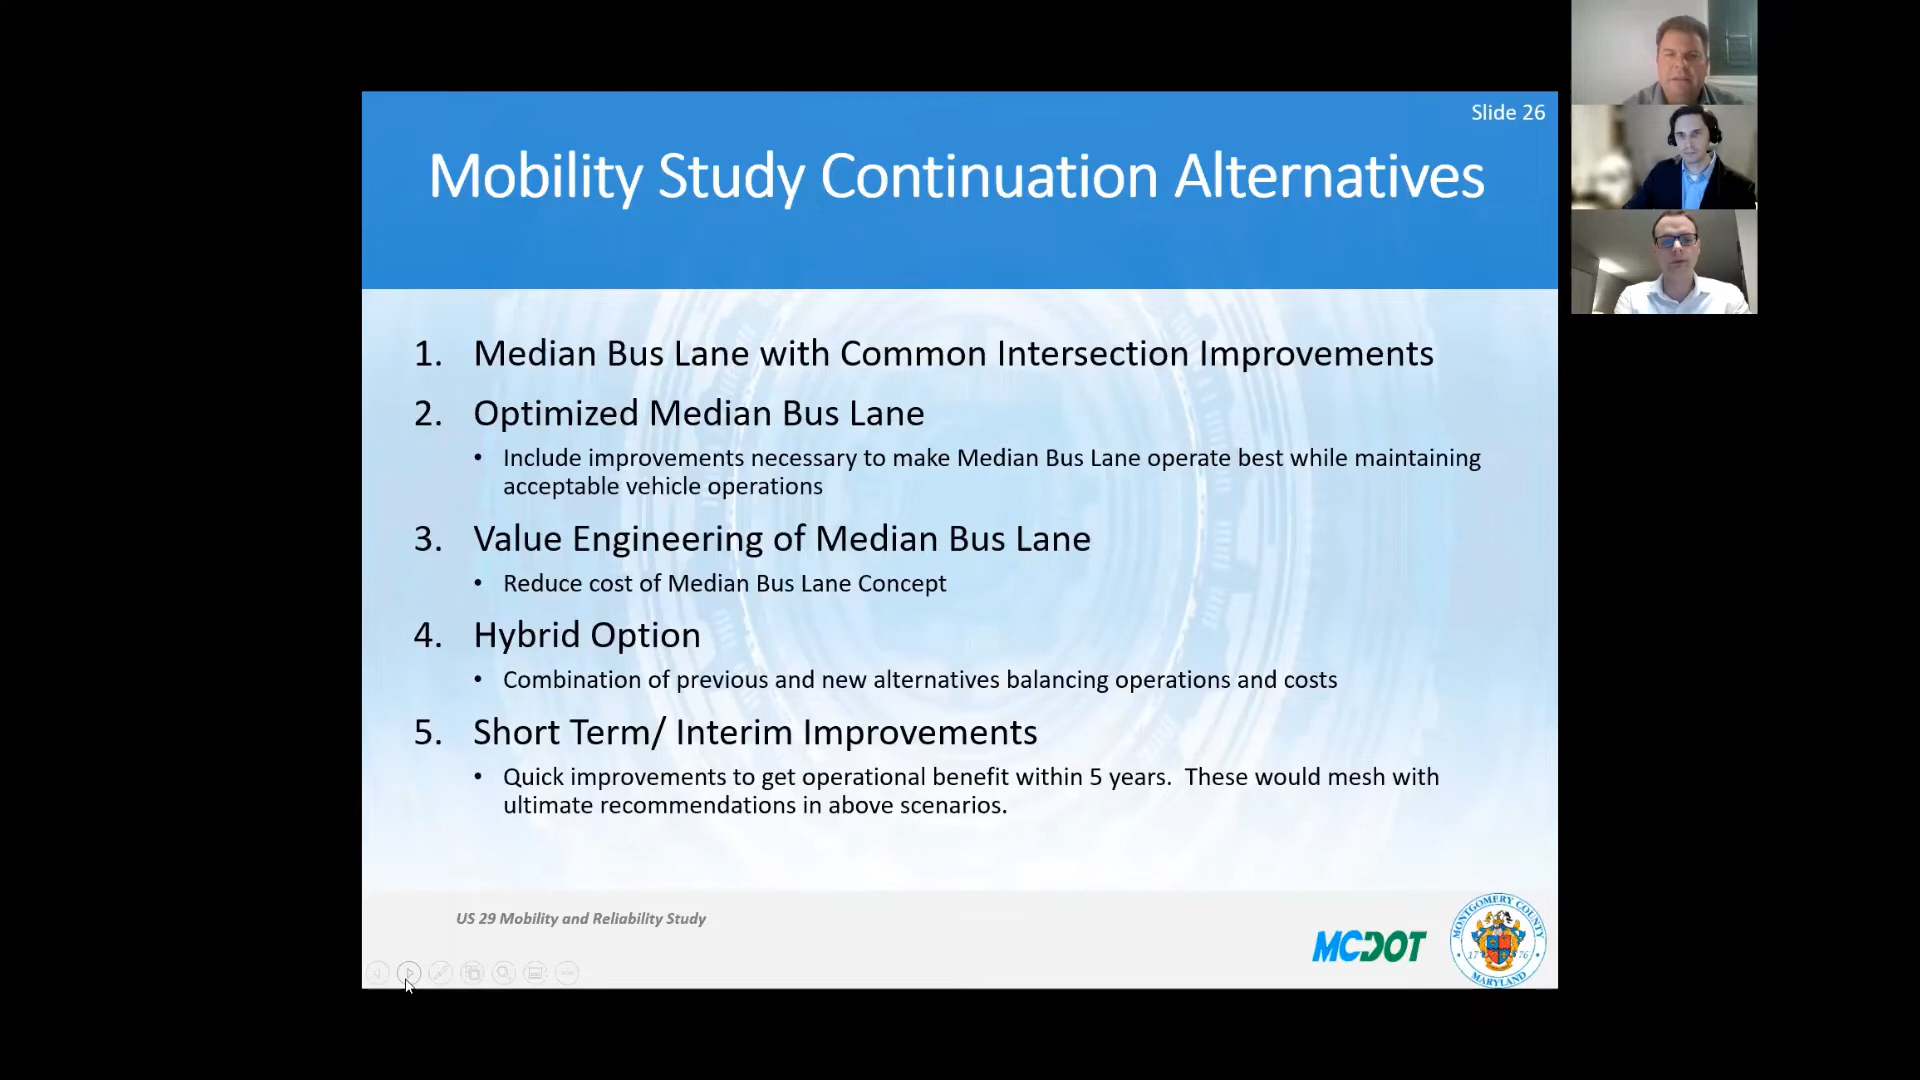 Slide 26
Mobility Study Continuation Alternatives
1. Median Bus Lane with Common Intersection Improvements
2. Optimized Median Bus Lane
• Include improvements necessary to make Median Bus Lane operate best while maintaining
acceptable vehicle operations
3. Value Engineering of Median Bus Lane
• Reduce cost of Median Bus Lane Concept
4. Hybrid Option
• Combination of previous and new alternatives balancing operations and costs
5. Short Term/ Interim Improvements
• Quick improvements to get operational benefit within 5 years.  These would mesh with
ultimate recommendations in above scenarios.
US 29 Mobility and Reliability Study
MCDOT
MONTGOMERY COUNTY
17 76
MARYLAND